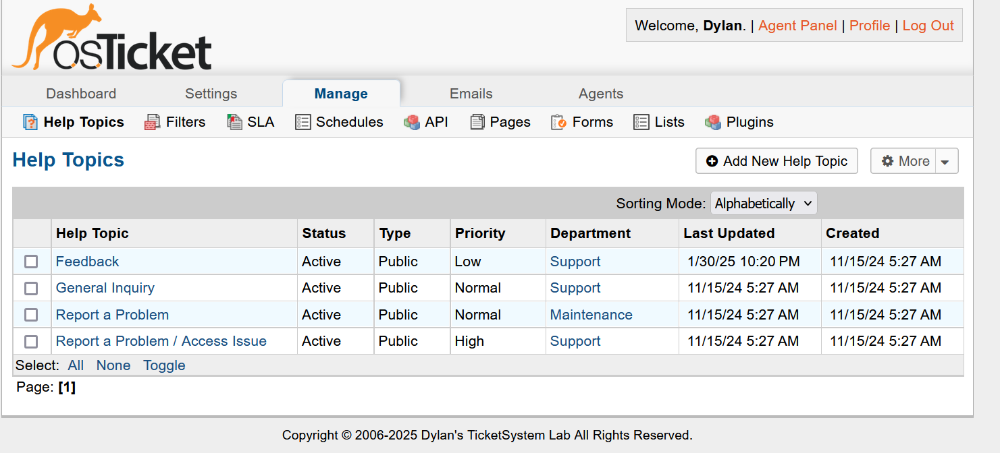 osTicket
Welcome, Dylan. | Agent Panel | Profile | Log Out
Dashboard Settings Manage Emails Agents
Help Topics Filters SLA Schedules API Pages Forms Lists Plugins
Help Topics Add New Help Topic More
Sorting Mode: Alphabetically
Help Topic Status Type Priority Department Last Updated Created
Feedback Active Public Low Support 1/30/25 10:20 PM 11/15/24 5:27 AM
General Inquiry Active Public Normal Support 11/15/24 5:27 AM 11/15/24 5:27 AM
Report a Problem Active Public Normal Maintenance 11/15/24 5:27 AM 11/15/24 5:27 AM
Report a Problem / Access Issue Active Public High Support 11/15/24 5:27 AM 11/15/24 5:27 AM
Select: All None Toggle
Page: [1]
Copyright © 2006-2025 Dylan's TicketSystem Lab All Rights Reserved.